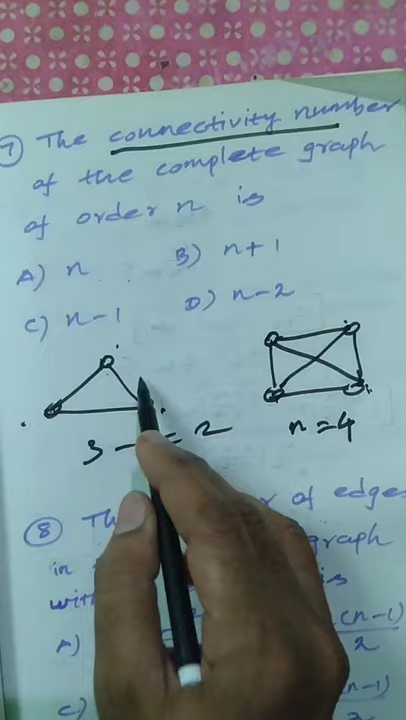 7) The connectivity number
of the complete graph
of order n is
A) n B) n+1
C) n-1 D) n-2
3 - = 2 n = 4
8 Th r of edges
in graph
with is
A) (n-1)
2
C) (n-1)